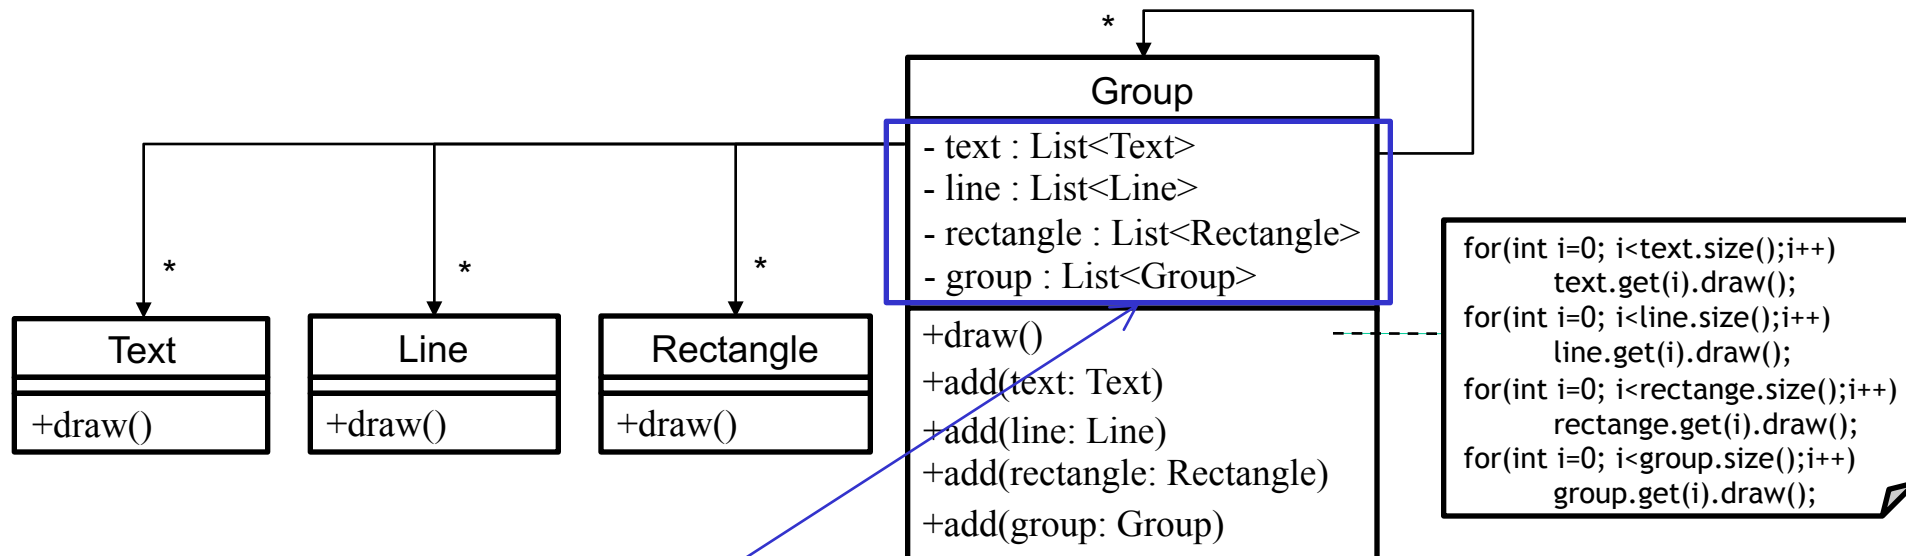 *
Group
- text : List<Text>
- line : List<Line>
- rectangle : List<Rectangle>
- group : List<Group>
+draw()
+add(text: Text)
+add(line: Line)
+add(rectangle: Rectangle)
+add(group: Group)
*
*
*
Text
+draw()
Line
+draw()
Rectangle
+draw()
for(int i=0; i<text.size();i++)
text.get(i).draw();
for(int i=0; i<line.size();i++)
line.get(i).draw();
for(int i=0; i<rectange.size();i++)
rectange.get(i).draw();
for(int i=0; i<group.size();i++)
group.get(i).draw();